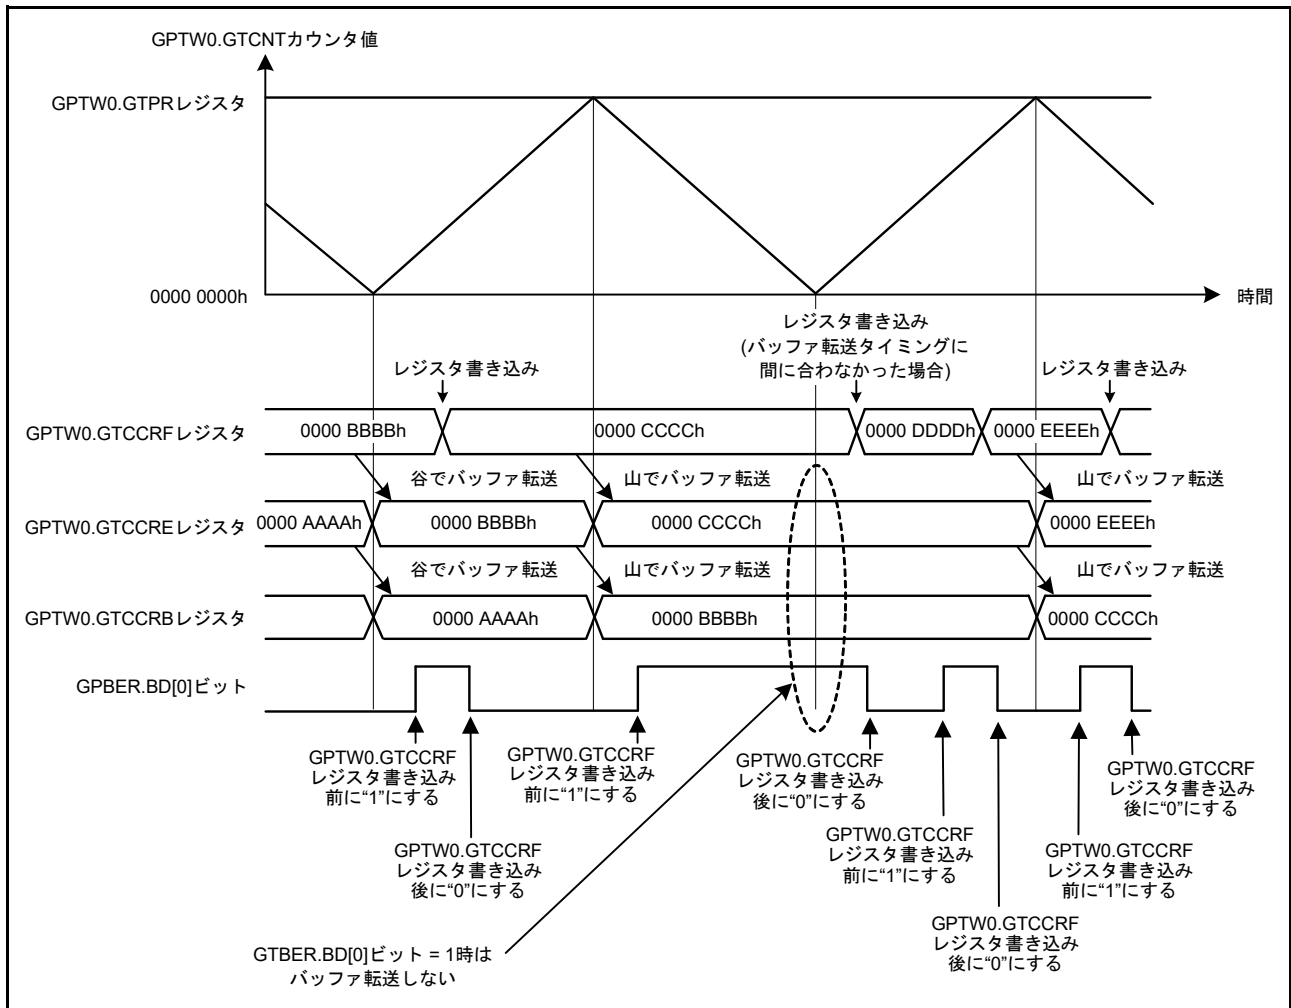 GPTW0.GTCNTカウンタ値
GPTW0.GTPRレジスタ
0000 0000h
時間
レジスタ書き込み
レジスタ書き込み
(バッファ転送タイミングに
間に合わなかった場合)
レジスタ書き込み
GPTW0.GTCCRFレジスタ
0000 BBBBh
0000 CCCCh
0000 DDDDh
0000 EEEEh
谷でバッファ転送
山でバッファ転送
山でバッファ転送
GPTW0.GTCCREレジスタ
0000 AAAAh
0000 BBBBh
0000 CCCCh
0000 EEEEh
谷でバッファ転送
山でバッファ転送
山でバッファ転送
GPTW0.GTCCRBレジスタ
0000 AAAAh
0000 BBBBh
0000 CCCCh
GPBER.BD[0]ビット
GPTW0.GTCCRF
レジスタ書き込み
前に“1”にする
GPTW0.GTCCRF
レジスタ書き込み
後に“0”にする
GPTW0.GTCCRF
レジスタ書き込み
前に“1”にする
GPTW0.GTCCRF
レジスタ書き込み
後に“0”にする
GPTW0.GTCCRF
レジスタ書き込み
前に“1”にする
GPTW0.GTCCRF
レジスタ書き込み
後に“0”にする
GPTW0.GTCCRF
レジスタ書き込み
前に“1”にする
GPTW0.GTCCRF
レジスタ書き込み
後に“0”にする
GTBER.BD[0]ビット = 1時は
バッファ転送しない